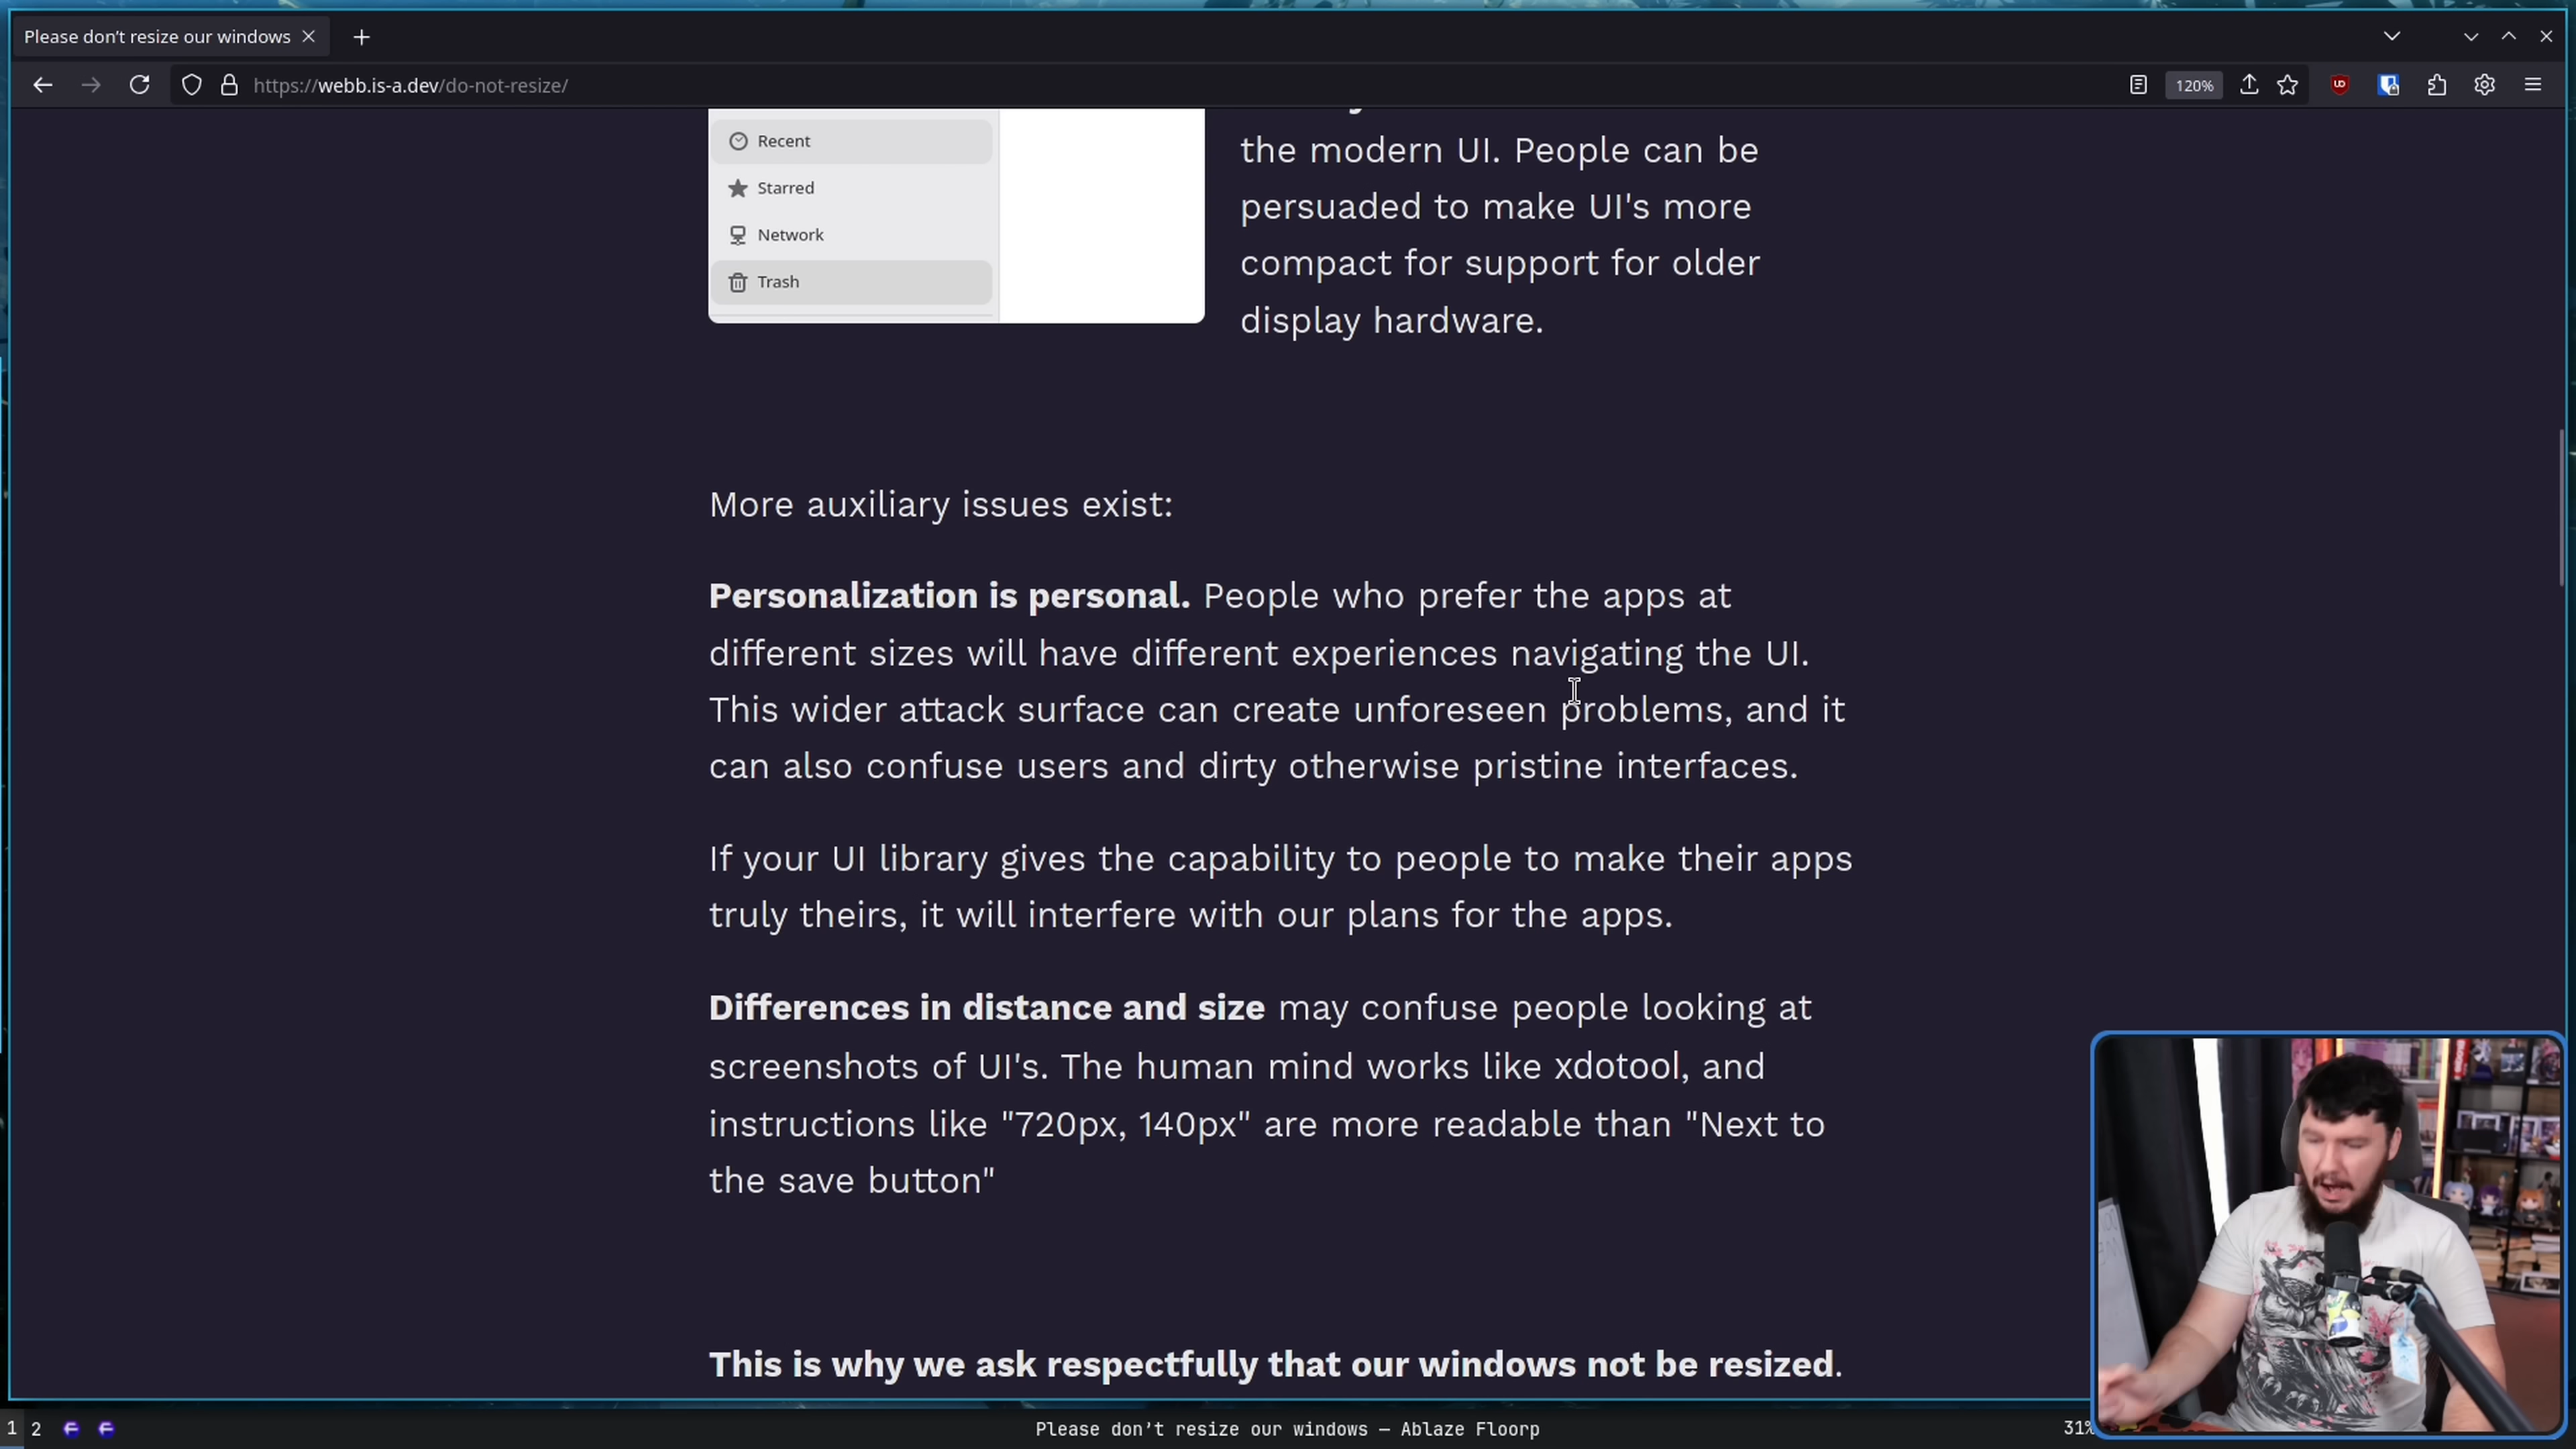 Please don't resize our windows
https://webb.is-a.dev/do-not-resize/
120%
Recent
Starred
Network
Trash
the modern UI. People can be
persuaded to make UI's more
compact for support for older
display hardware.
More auxiliary issues exist:
Personalization is personal. People who prefer the apps at
different sizes will have different experiences navigating the UI.
This wider attack surface can create unforeseen problems, and it
can also confuse users and dirty otherwise pristine interfaces.
If your UI library gives the capability to people to make their apps
truly theirs, it will interfere with our plans for the apps.
Differences in distance and size may confuse people looking at
screenshots of UI's. The human mind works like xdotool, and
instructions like "720px, 140px" are more readable than "Next to
the save button"
This is why we ask respectfully that our windows not be resized.
1 2
Please don't resize our windows — Ablaze Floorp
31%